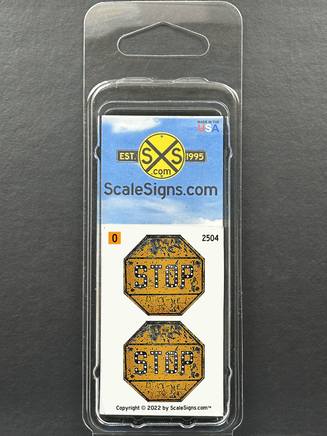 MADE IN THE
USA
EST. SXS 1995
.com
ScaleSigns.com
O 2504
STOP
STOP
Copyright © 2022 by ScaleSigns.com™